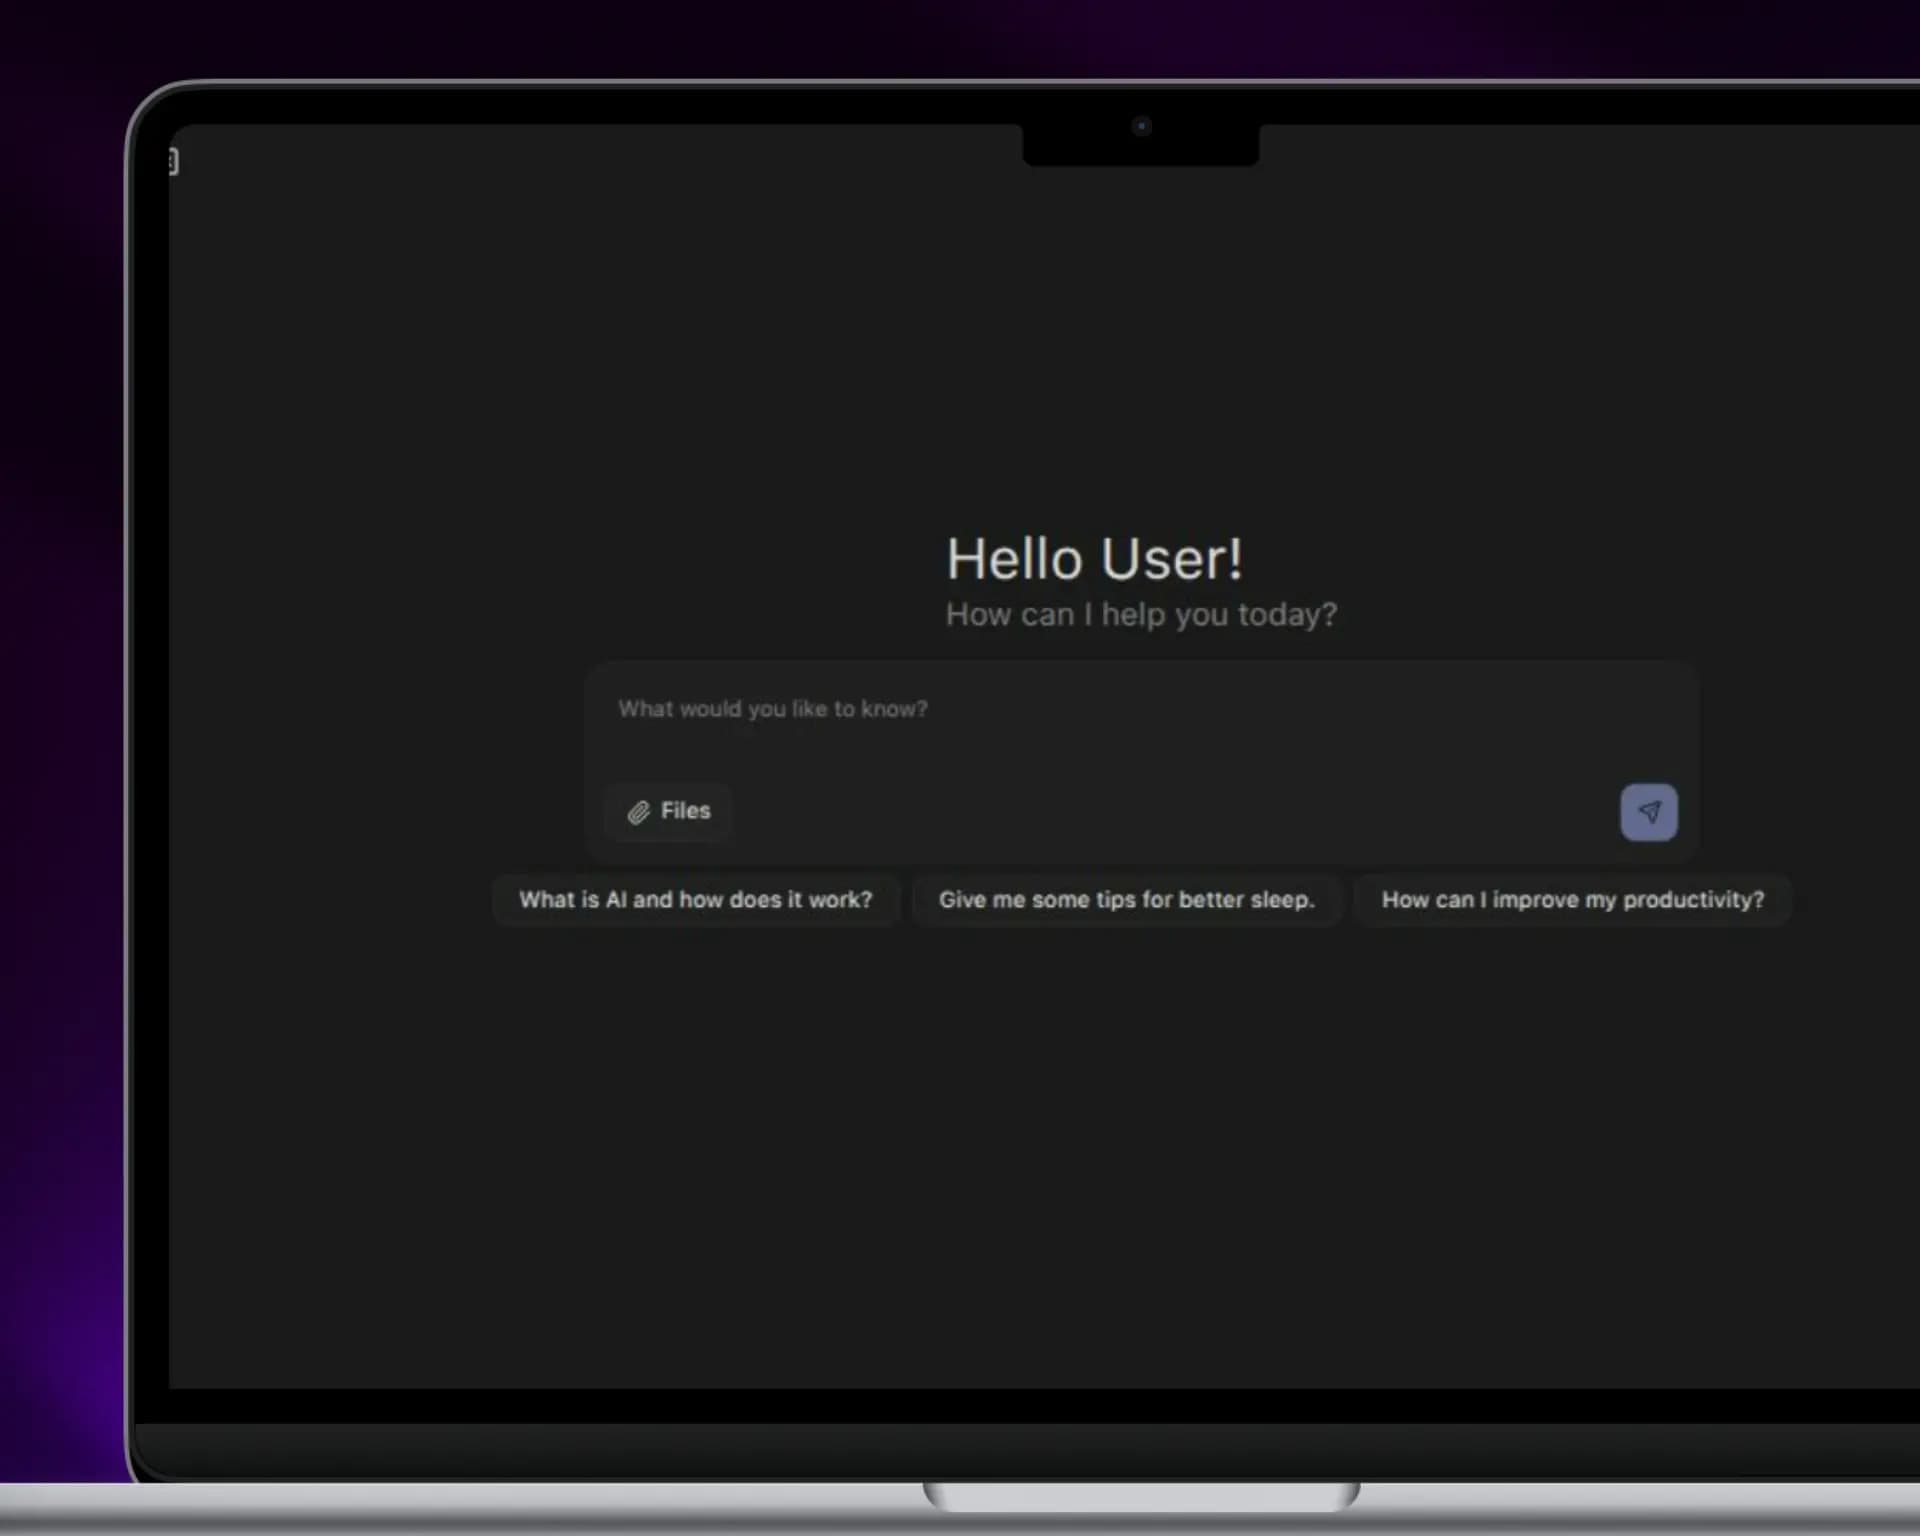 Hello User!
How can I help you today?
What would you like to know?
Files
What is AI and how does it work?
Give me some tips for better sleep.
How can I improve my productivity?